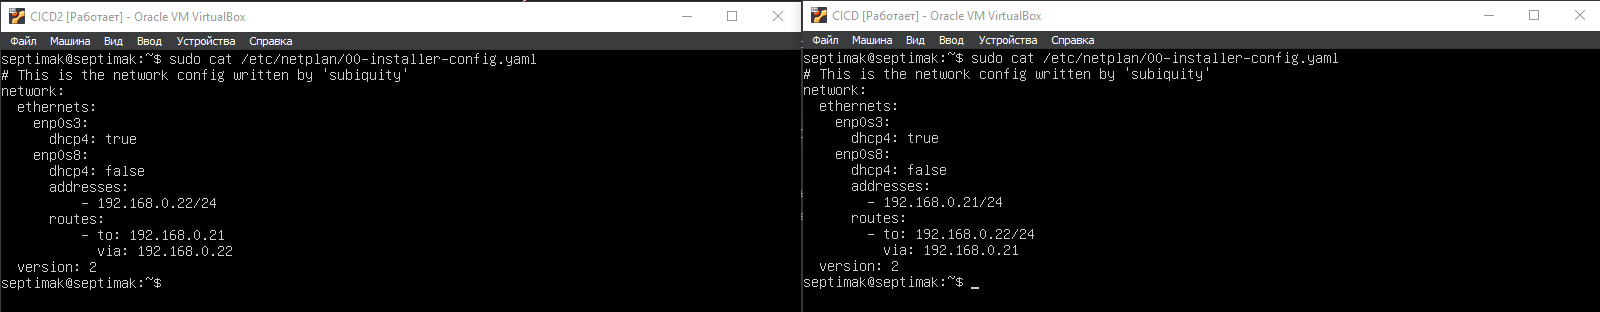 CICD2 [Работает] - Oracle VM VirtualBox
Файл Машина Вид Ввод Устройства Справка
septimak@septimak:~$ sudo cat /etc/netplan/00-installer-config.yaml
# This is the network config written by 'subiquity'
network:
  ethernets:
    enp0s3:
      dhcp4: true
    enp0s8:
      dhcp4: false
      addresses:
          - 192.168.0.22/24
      routes:
          - to: 192.168.0.21
            via: 192.168.0.22
  version: 2
septimak@septimak:~$
CICD [Работает] - Oracle VM VirtualBox
Файл Машина Вид Ввод Устройства Справка
septimak@septimak:~$ sudo cat /etc/netplan/00-installer-config.yaml
# This is the network config written by 'subiquity'
network:
  ethernets:
    enp0s3:
      dhcp4: true
    enp0s8:
      dhcp4: false
      addresses:
          - 192.168.0.21/24
      routes:
          - to: 192.168.0.22/24
            via: 192.168.0.21
  version: 2
septimak@septimak:~$ _